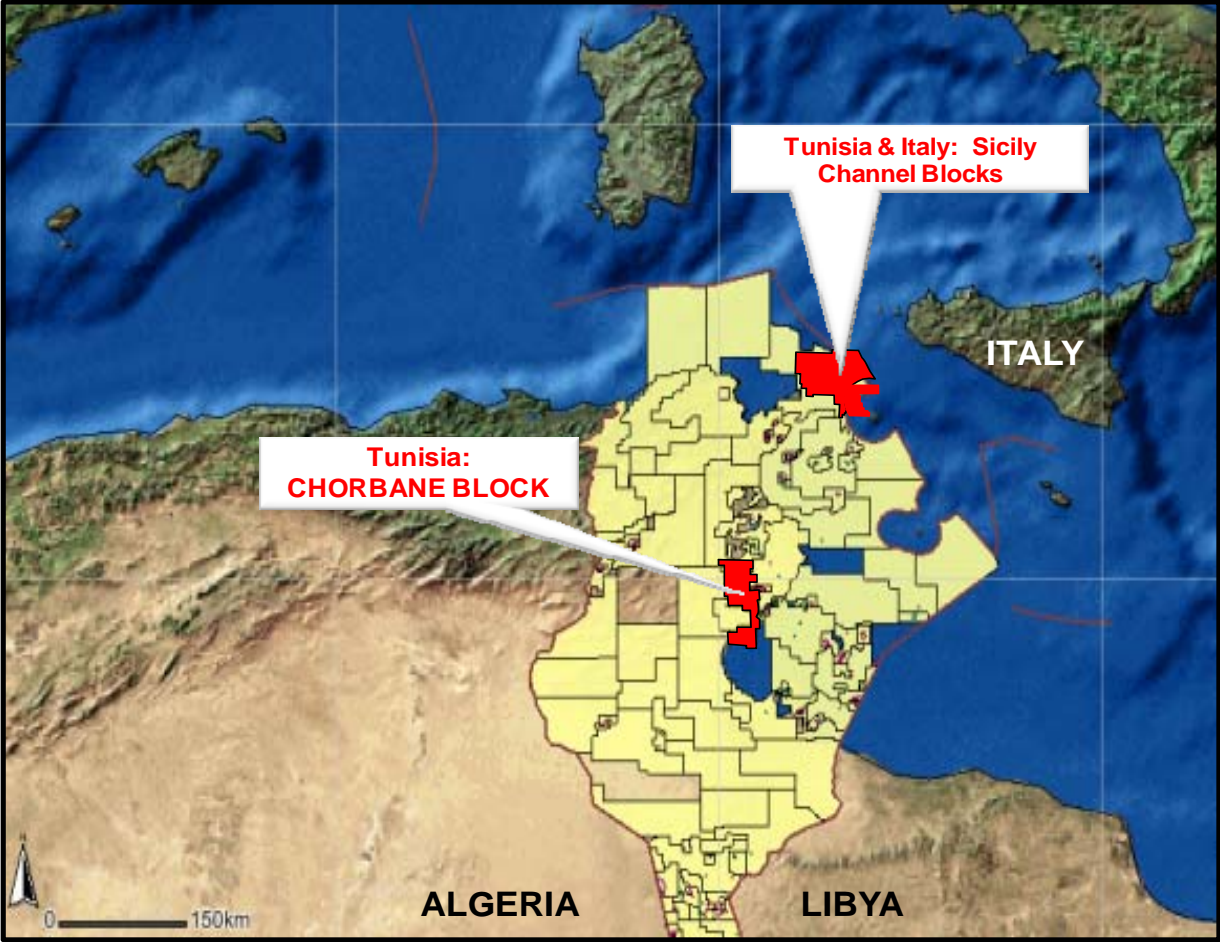 Tunisia & Italy: Sicily
Channel Blocks
ITALY
Tunisia:
CHORBANE BLOCK
ALGERIA
LIBYA
0
150km